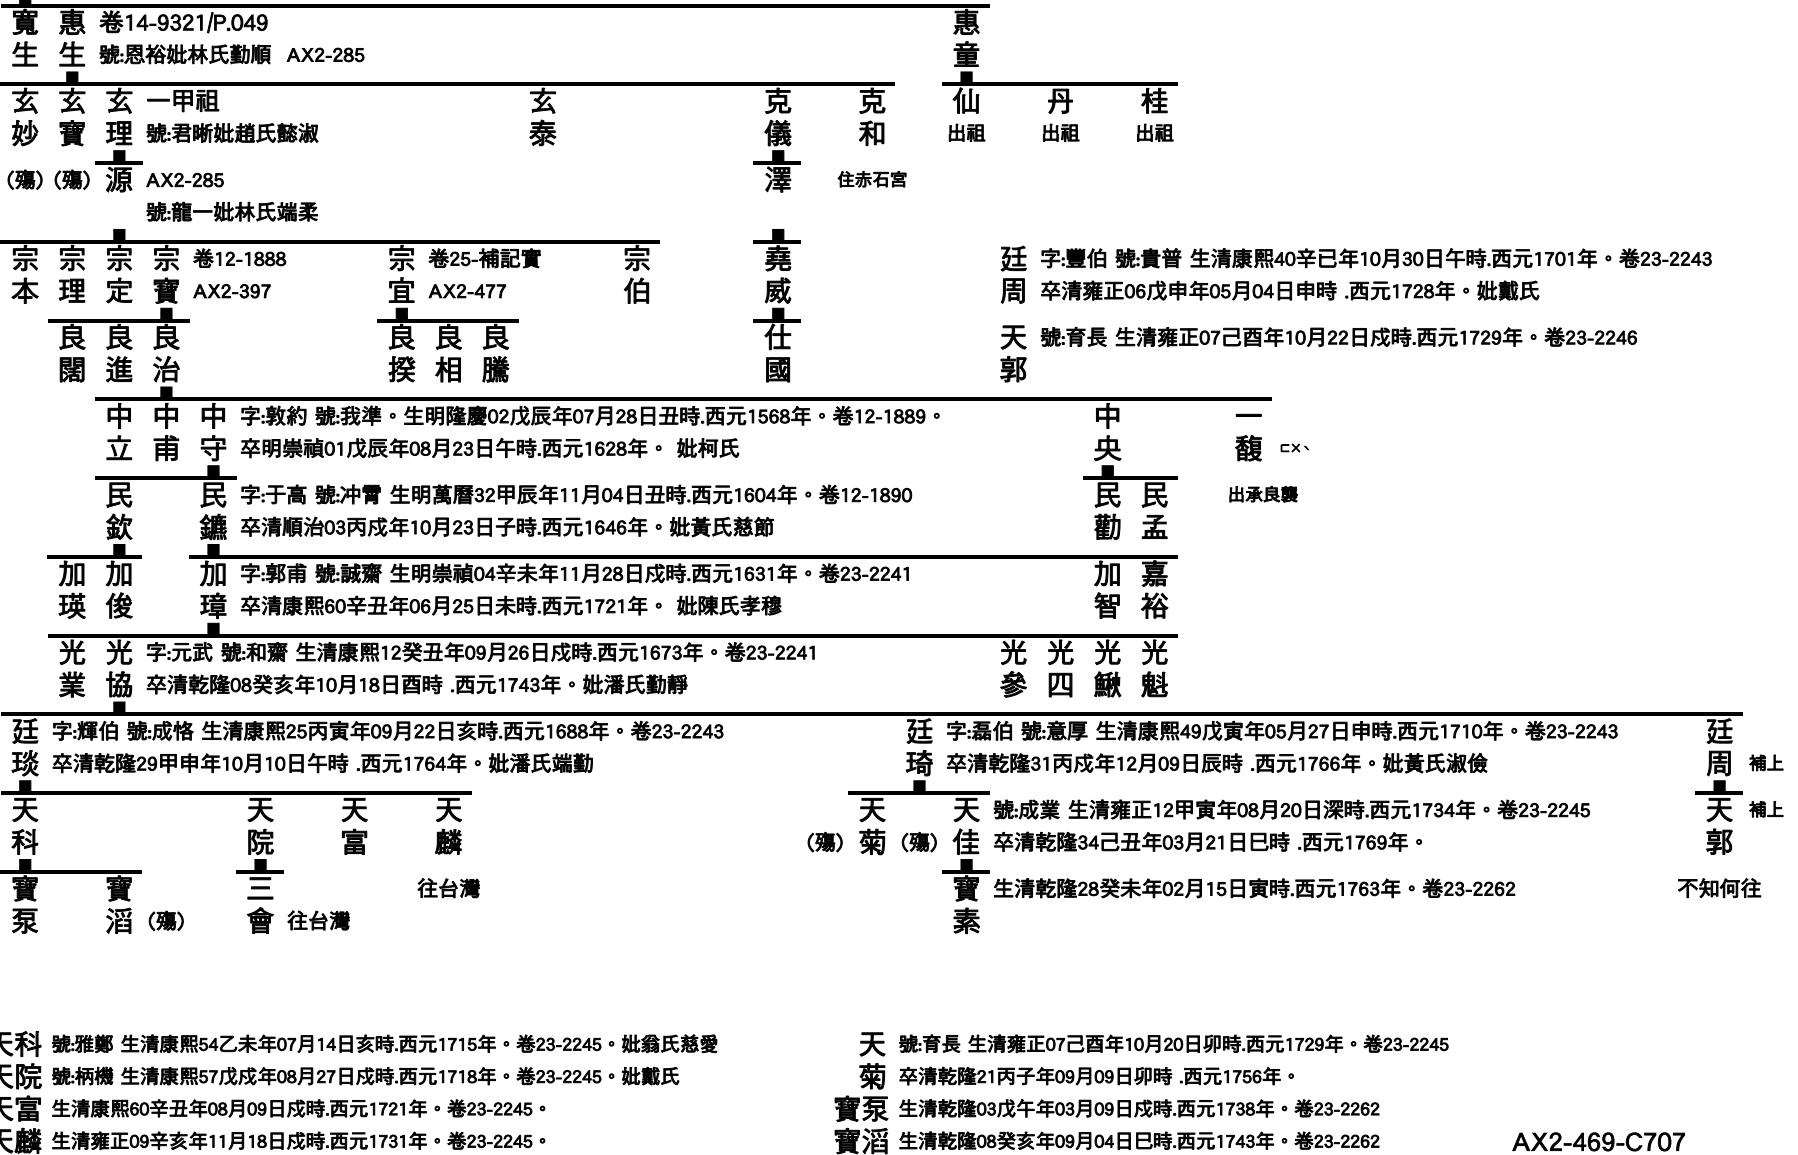 寬 惠 卷14-9321/P.049 惠
生 生 號:恩裕妣林氏勤順 AX2-285 童
玄 玄 玄 一甲祖 玄 克 克 仙 丹 桂
妙 寶 理 號:君晰妣趙氏懿淑 泰 儀 和 出祖 出祖 出祖
(殤) (殤) 源 AX2-285 澤 住赤石宮
號:龍一妣林氏端柔
宗 宗 宗 宗 卷12-1888 宗 卷25-補記實 宗 堯 廷 字:豐伯 號:貴普 生清康熙40辛已年10月30日午時.西元1701年。卷23-2243
本 理 定 寶 AX2-397 宜 AX2-477 伯 威 周 卒清雍正06戊申年05月04日申時 .西元1728年。妣戴氏
良 良 良 良 良 良 仕 天 號:育長 生清雍正07己酉年10月22日戍時.西元1729年。卷23-2246
闊 進 治 揆 相 騰 國 郭
中 中 中 字:敦約 號:我準。生明隆慶02戊辰年07月28日丑時.西元1568年。卷12-1889。 中 一
立 甫 守 卒明崇禎01戊辰年08月23日午時.西元1628年。 妣柯氏 央 馥 ㄈㄨˋ
民 民 字:于高 號:冲霄 生明萬曆32甲辰年11月04日丑時.西元1604年。卷12-1890 民 民 出承良襲
欽 鑣 卒清順治03丙戍年10月23日子時.西元1646年。妣黃氏慈節 勸 孟
加 加 加 字:郭甫 號:誠齋 生明崇禎04辛未年11月28日戍時.西元1631年。卷23-2241 加 嘉
瑛 俊 璋 卒清康熙60辛丑年06月25日未時.西元1721年。 妣陳氏孝穆 智 裕
光 光 字:元武 號:和齋 生清康熙12癸丑年09月26日戍時.西元1673年。卷23-2241 光 光 光 光
業 協 卒清乾隆08癸亥年10月18日酉時 .西元1743年。妣潘氏勤靜 參 四 鰍 魁
廷 字:輝伯 號:成恪 生清康熙25丙寅年09月22日亥時.西元1688年。卷23-2243 廷 字:磊伯 號:意厚 生清康熙49戊寅年05月27日申時.西元1710年。卷23-2243 廷
琰 卒清乾隆29甲申年10月10日午時 .西元1764年。妣潘氏端勤 琦 卒清乾隆31丙戍年12月09日辰時 .西元1766年。妣黃氏淑儉 周 補上
天 天 天 天 天 天 號:成業 生清雍正12甲寅年08月20日深時.西元1734年。卷23-2245 天 補上
科 院 富 麟 (殤) 菊 (殤) 佳 卒清乾隆34己丑年03月21日巳時 .西元1769年。 郭
寶 寶 三 往台灣 寶 生清乾隆28癸未年02月15日寅時.西元1763年。卷23-2262 不知何往
泵 滔 (殤) 會 往台灣 素
天科 號:雅鄭 生清康熙54乙未年07月14日亥時.西元1715年。卷23-2245。妣翁氏慈愛 天 號:育長 生清雍正07己酉年10月20日卯時.西元1729年。卷23-2245
天院 號:柄機 生清康熙57戊戍年08月27日戍時.西元1718年。卷23-2245。妣戴氏 菊 卒清乾隆21丙子年09月09日卯時 .西元1756年。
天富 生清康熙60辛丑年08月09日戍時.西元1721年。卷23-2245。 寶泵 生清乾隆03戊午年03月09日戍時.西元1738年。卷23-2262
天麟 生清雍正09辛亥年11月18日戍時.西元1731年。卷23-2245。 寶滔 生清乾隆08癸亥年09月04日巳時.西元1743年。卷23-2262 AX2-469-C707